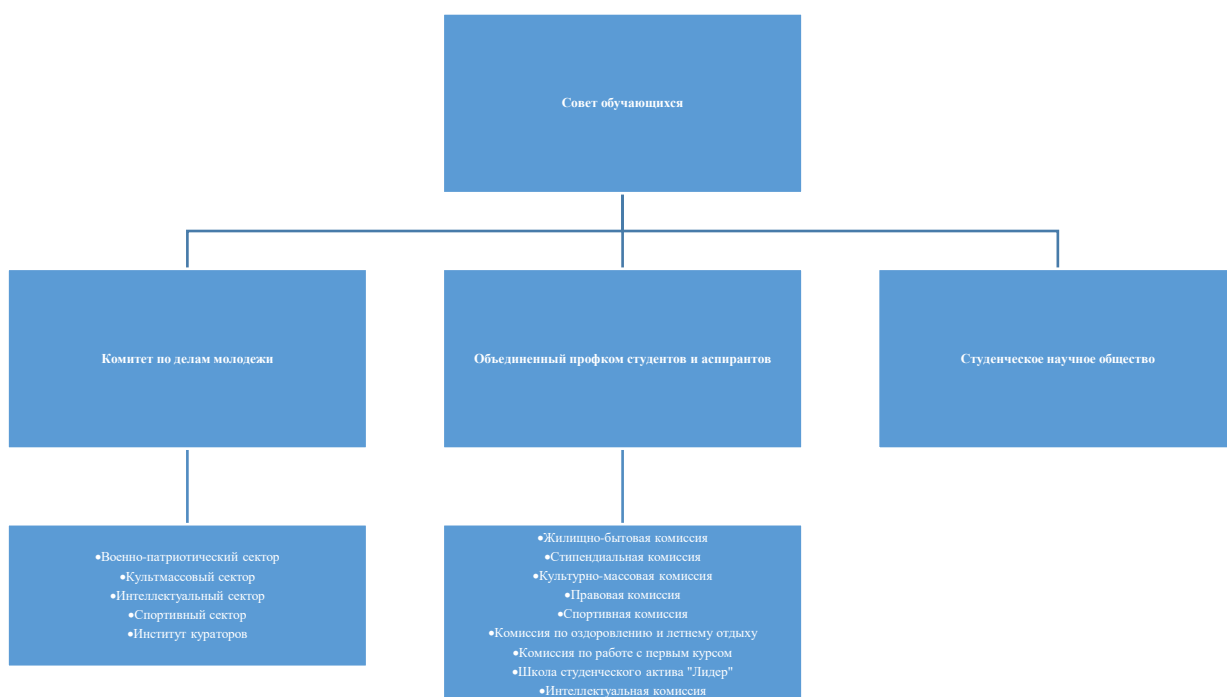 Совет обучающихся
Комитет по делам молодежи
Объединенный профком студентов и аспирантов
Студенческое научное общество
•Военно-патриотический сектор
•Культмассовый сектор
•Интеллектуальный сектор
•Спортивный сектор
•Институт кураторов
•Жилищно-бытовая комиссия
•Стипендиальная комиссия
•Культурно-массовая комиссия
•Правовая комиссия
•Спортивная комиссия
•Комиссия по оздоровлению и летнему отдыху
•Комиссия по работе с первым курсом
•Школа студенческого актива "Лидер"
•Интеллектуальная комиссия